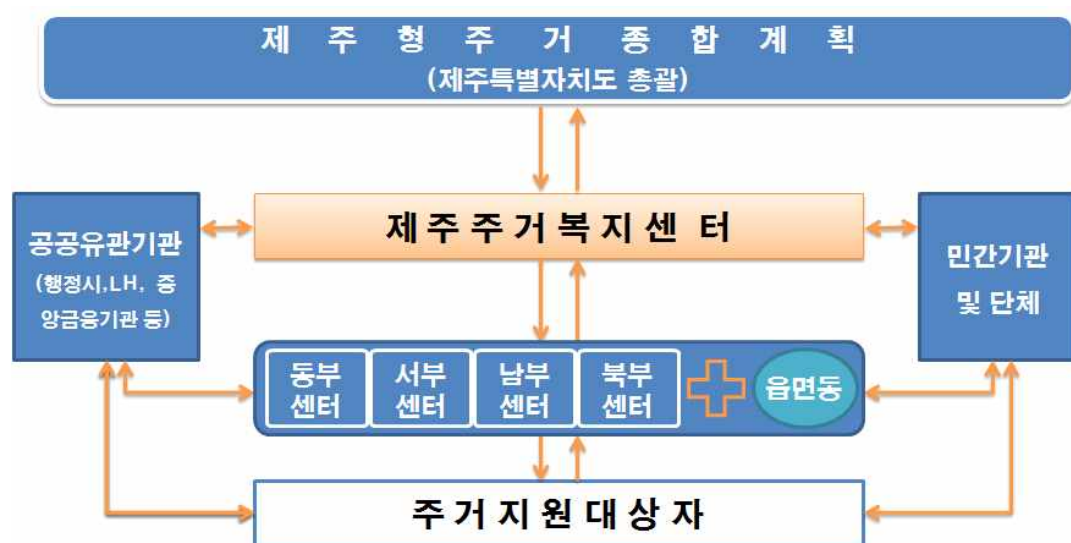 제 주 형 주 거 종 합 계 획
(제주특별자치도 총괄)
제 주 주 거 복 지 센 터
공공유관기관
(행정시,LH, 중
앙금융기관 등)
민간기관
및 단체
동부
센터
서부
센터
남부
센터
북부
센터
읍면동
주 거 지 원 대 상 자